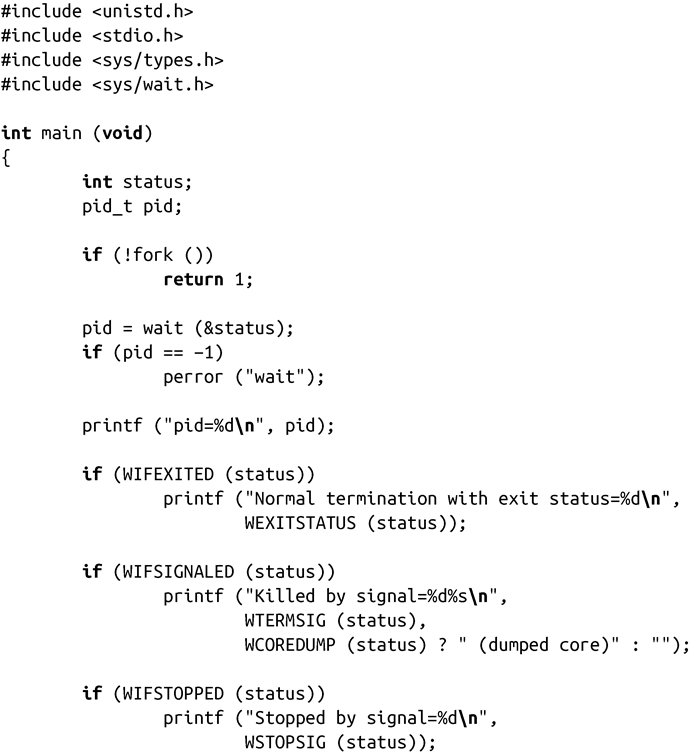 #include <unistd.h>
#include <stdio.h>
#include <sys/types.h>
#include <sys/wait.h>

int main (void)
{
        int status;
        pid_t pid;

        if (!fork ())
                return 1;

        pid = wait (&status);
        if (pid == −1)
                perror ("wait");

        printf ("pid=%d\n", pid);

        if (WIFEXITED (status))
                printf ("Normal termination with exit status=%d\n",
                        WEXITSTATUS (status));

        if (WIFSIGNALED (status))
                printf ("Killed by signal=%d%s\n",
                        WTERMSIG (status),
                        WCOREDUMP (status) ? " (dumped core)" : "");

        if (WIFSTOPPED (status))
                printf ("Stopped by signal=%d\n",
                        WSTOPSIG (status));